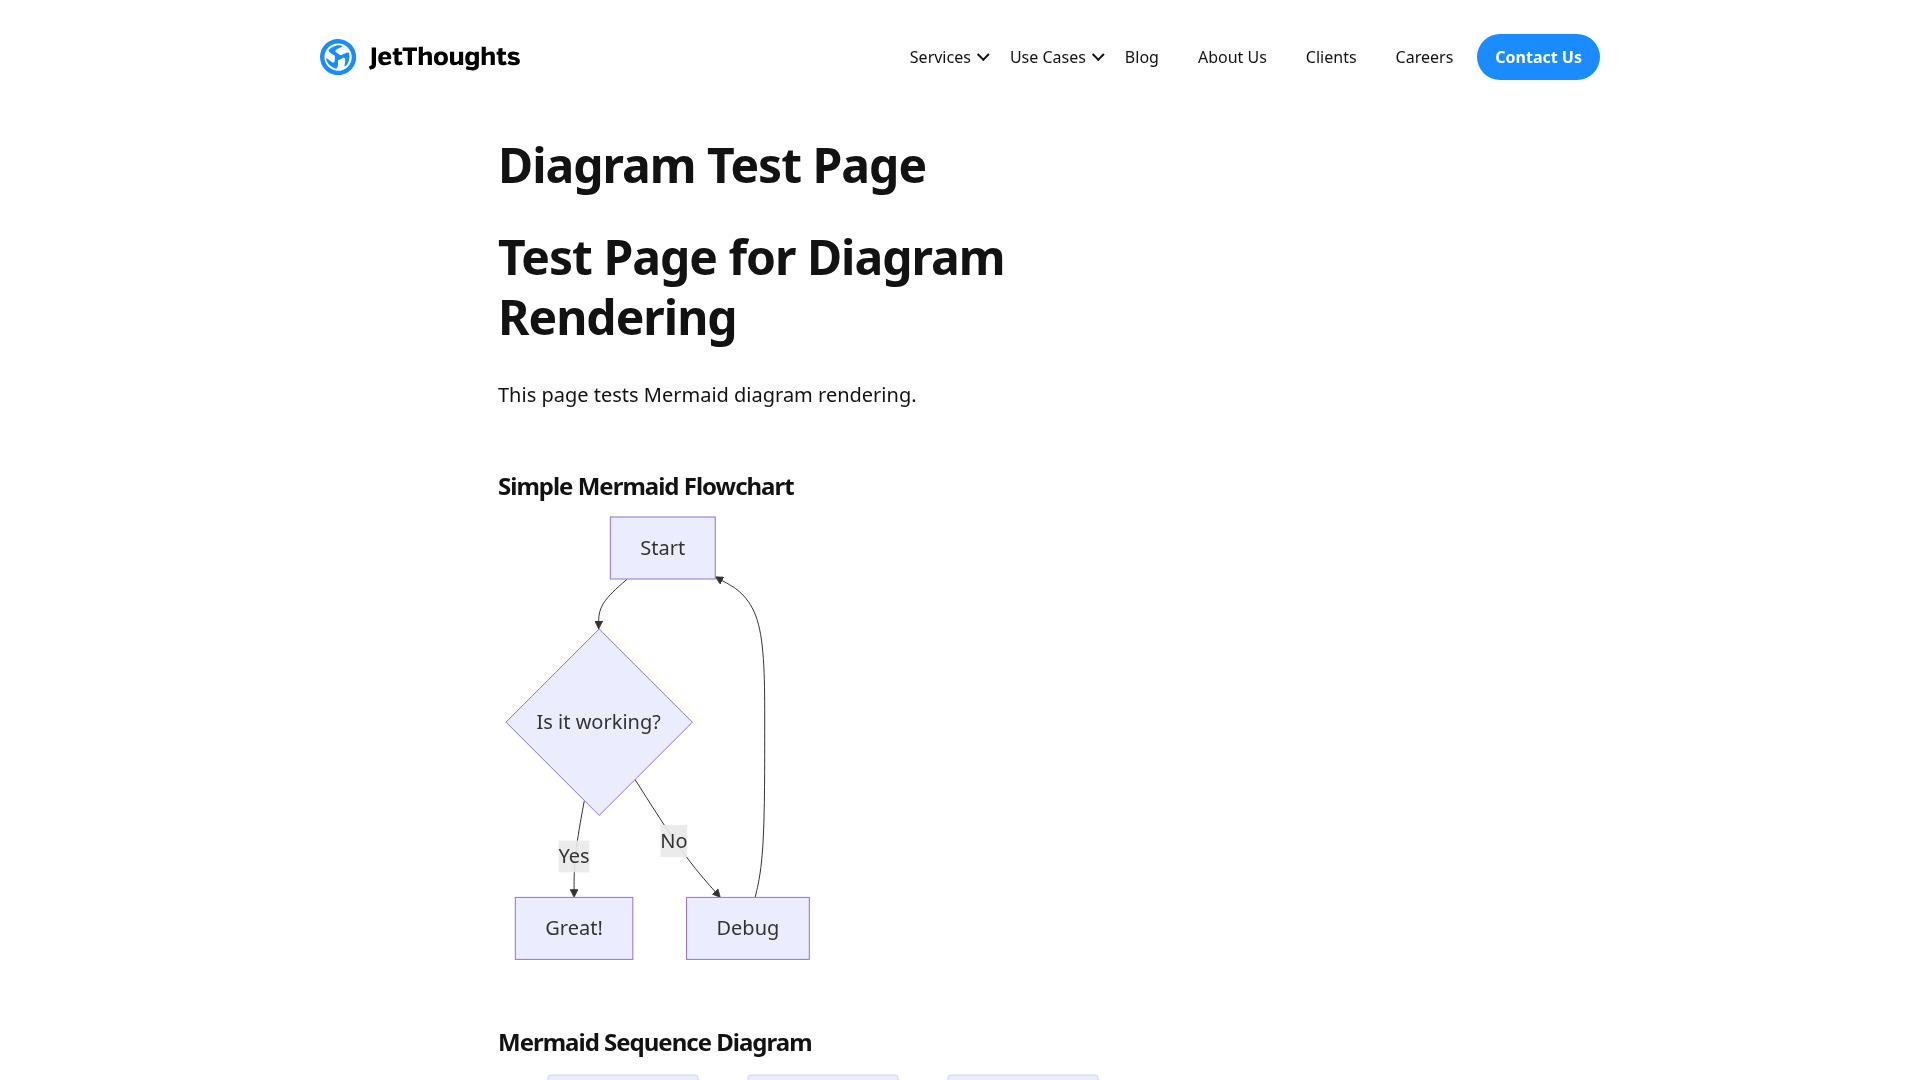 JetThoughts
Services Use Cases Blog About Us Clients Careers Contact Us
Diagram Test Page
Test Page for Diagram
Rendering
This page tests Mermaid diagram rendering.
Simple Mermaid Flowchart
Start
Is it working?
No
Yes
Great! Debug
Mermaid Sequence Diagram